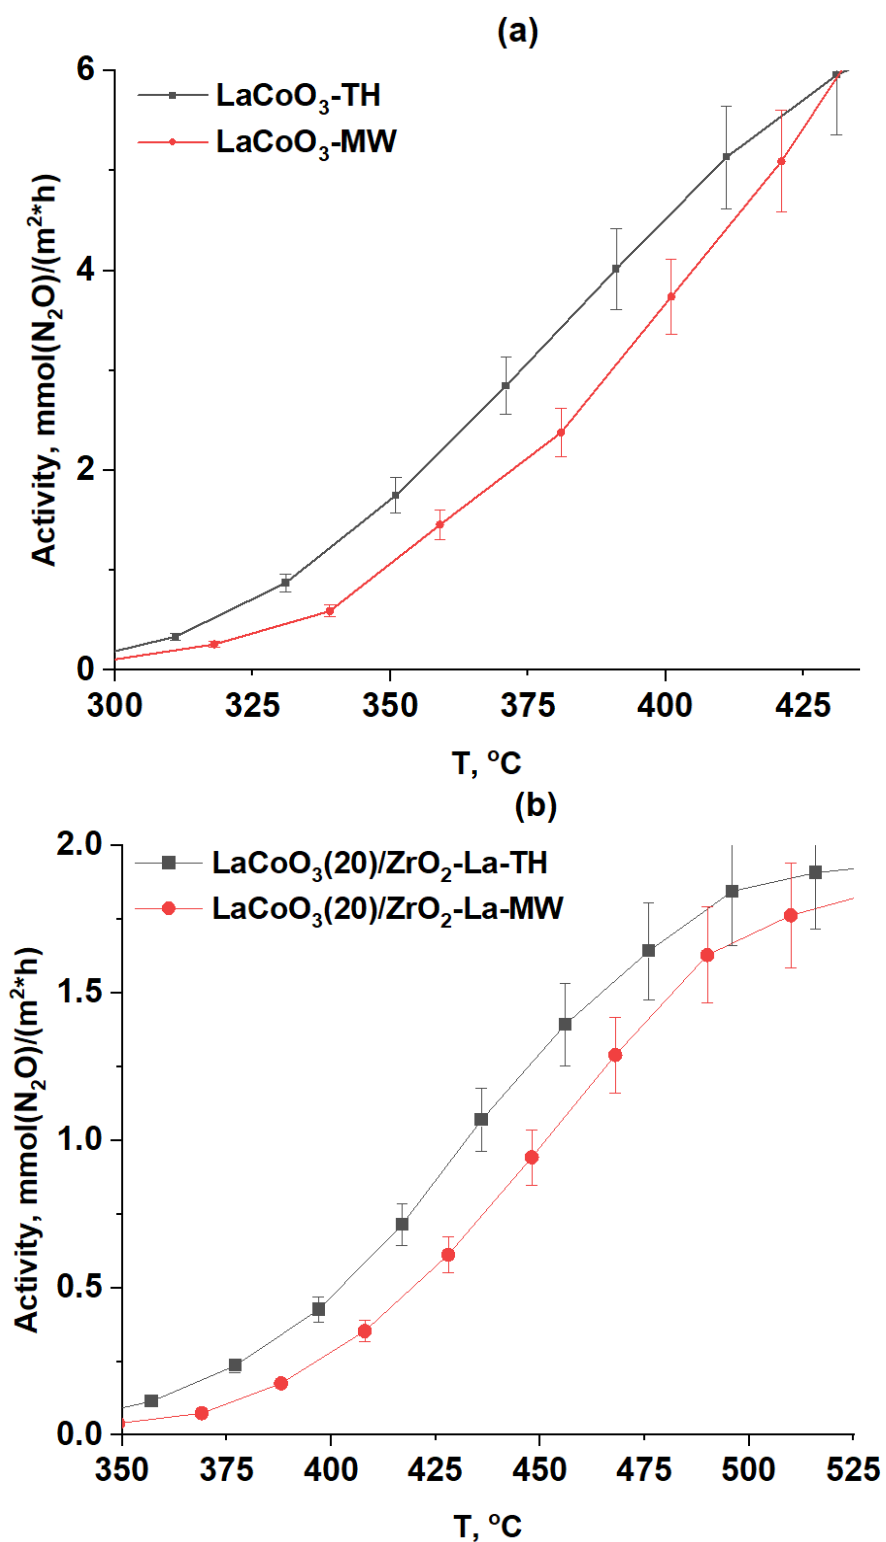 (a)
LaCoO₃-TH
LaCoO₃-MW
Activity, mmol(N₂O)/(m²*h)
6
4
2
0
300 325 350 375 400 425
T, °C
(b)
LaCoO₃(20)/ZrO₂-La-TH
LaCoO₃(20)/ZrO₂-La-MW
Activity, mmol(N₂O)/(m²*h)
2.0
1.5
1.0
0.5
0.0
350 375 400 425 450 475 500 525
T, °C